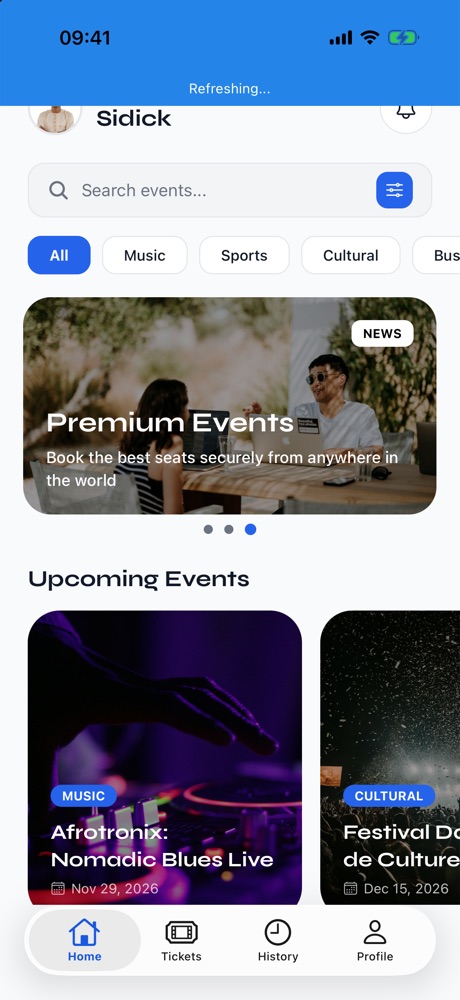 09:41
Refreshing...
Sidick
Search events...
All
Music
Sports
Cultural
Bus
NEWS
Premium Events
Book the best seats securely from anywhere in
the world
Upcoming Events
MUSIC
Afrotronix:
Nomadic Blues Live
Nov 29, 2026
CULTURAL
Festival Da
de Culture
Dec 15, 2026
Home
Tickets
History
Profile